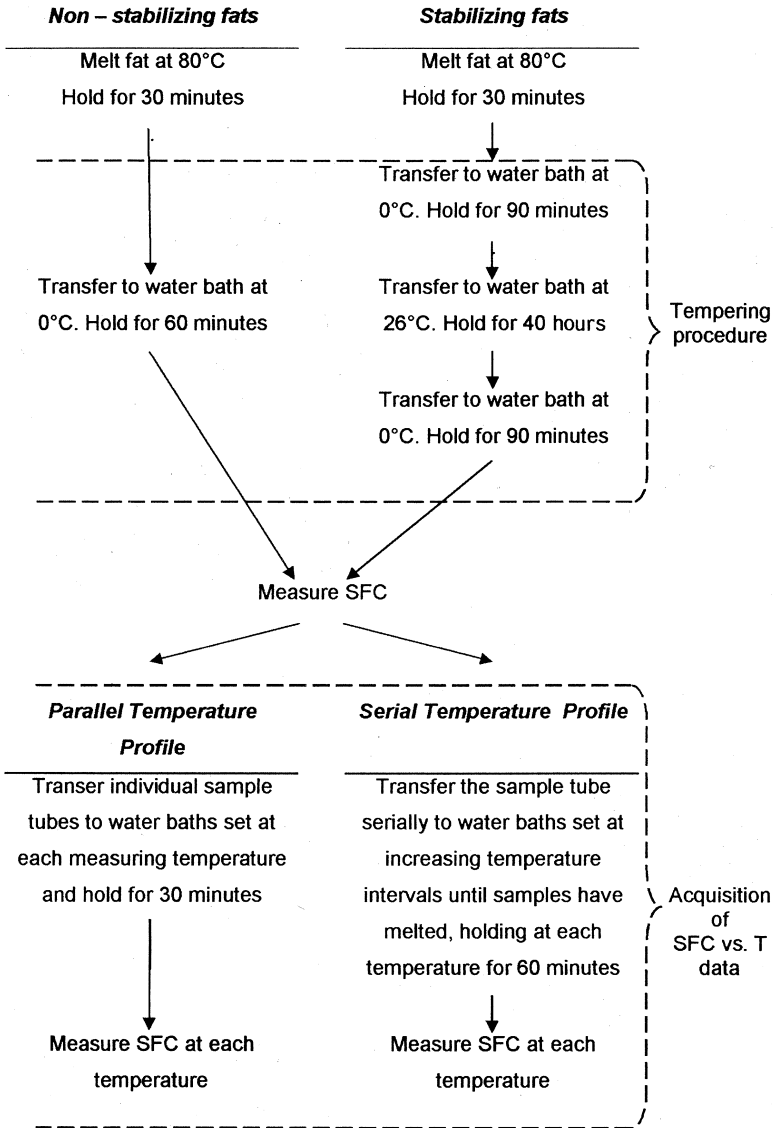 Non – stabilizing fats
Melt fat at 80°C
Hold for 30 minutes
Transfer to water bath at
0°C. Hold for 60 minutes
Stabilizing fats
Melt fat at 80°C
Hold for 30 minutes
Transfer to water bath at
0°C. Hold for 90 minutes
Transfer to water bath at
26°C. Hold for 40 hours
Transfer to water bath at
0°C. Hold for 90 minutes
Tempering
procedure
Measure SFC
Parallel Temperature
Profile
Transer individual sample
tubes to water baths set at
each measuring temperature
and hold for 30 minutes
Measure SFC at each
temperature
Serial Temperature Profile
Transfer the sample tube
serially to water baths set at
increasing temperature
intervals until samples have
melted, holding at each
temperature for 60 minutes
Measure SFC at each
temperature
Acquisition
of
SFC vs. T
data